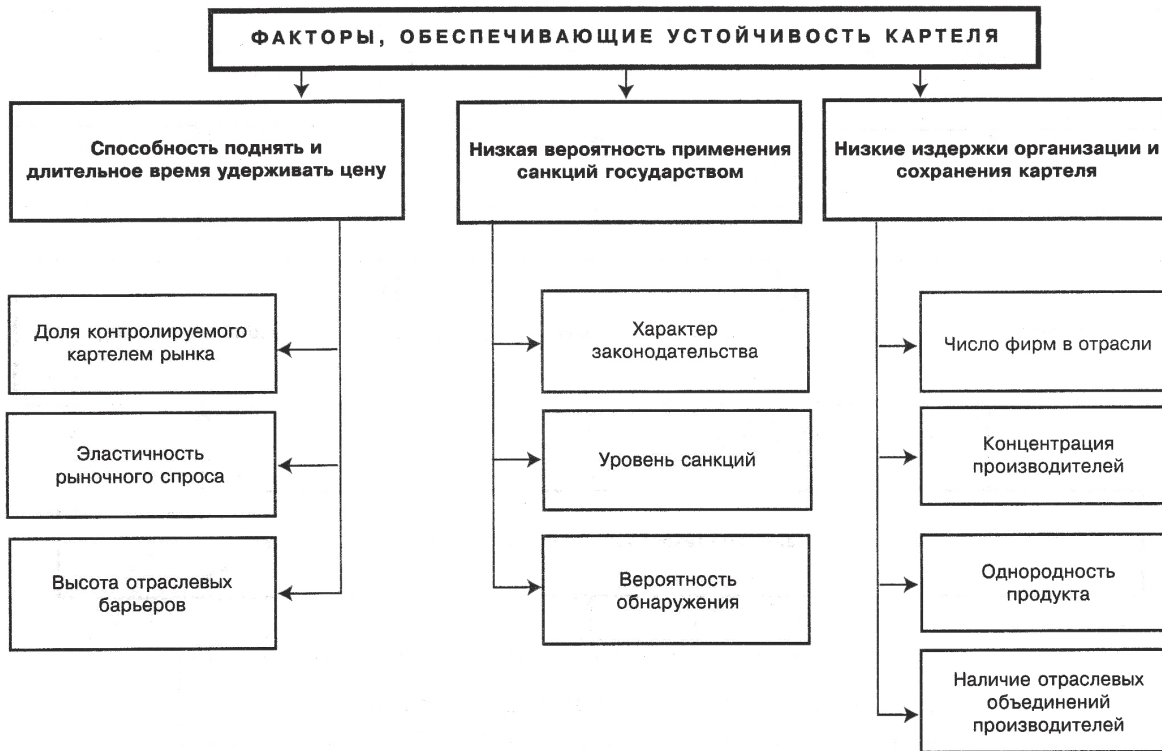 ФАКТОРЫ, ОБЕСПЕЧИВАЮЩИЕ УСТОЙЧИВОСТЬ КАРТЕЛЯ
Способность поднять и
длительное время удерживать цену
Доля контролируемого
картелем рынка
Эластичность
рыночного спроса
Высота отраслевых
барьеров
Низкая вероятность применения
санкций государством
Характер
законодательства
Уровень санкций
Вероятность
обнаружения
Низкие издержки организации и
сохранения картеля
Число фирм в отрасли
Концентрация
производителей
Однородность
продукта
Наличие отраслевых
объединений
производителей